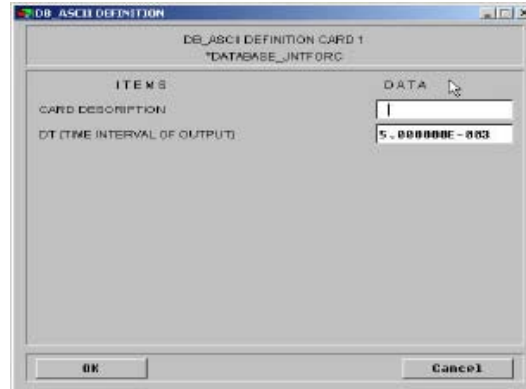 DB_ASCII DEFINITION
DB_ASCII DEFINITION CARD 1
*DATABASE_JNTFORC
ITEMS DATA
CARD DESCRIPTION
DT (TIME INTERVAL OF OUTPUT) 5.000000E-003
OK Cancel